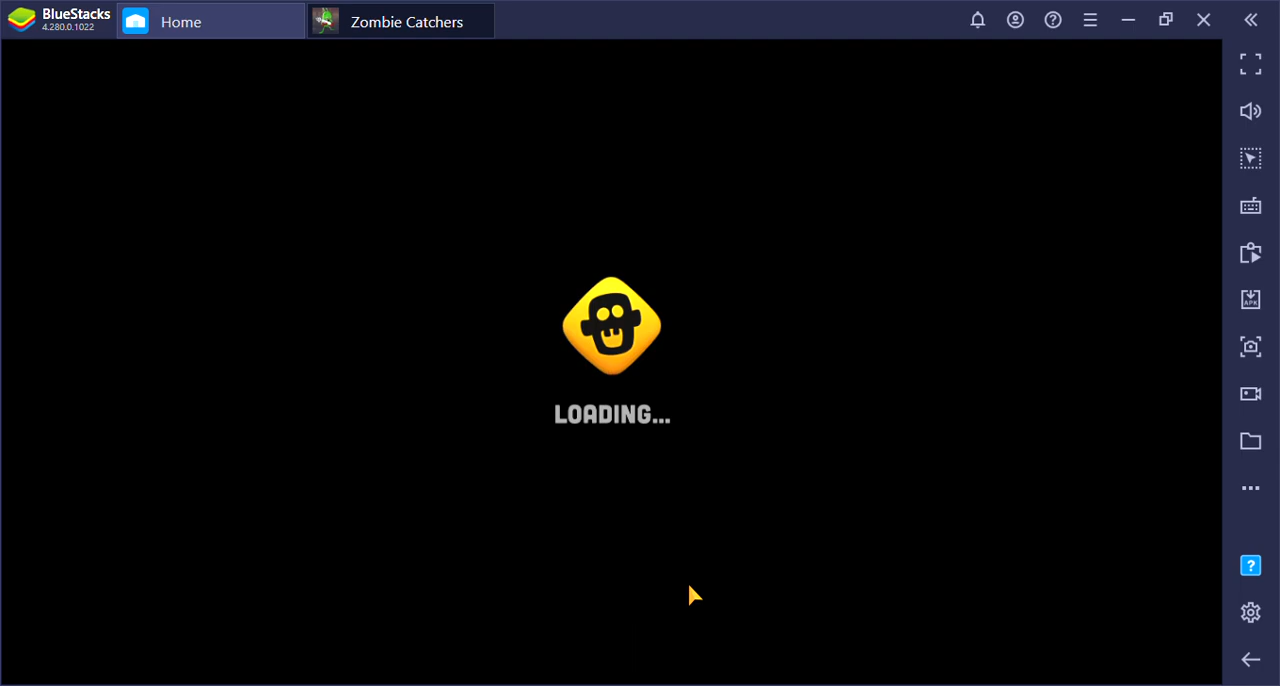 BlueStacks
4.280.0.1022
Home
Zombie Catchers
LOADING...
APK
?